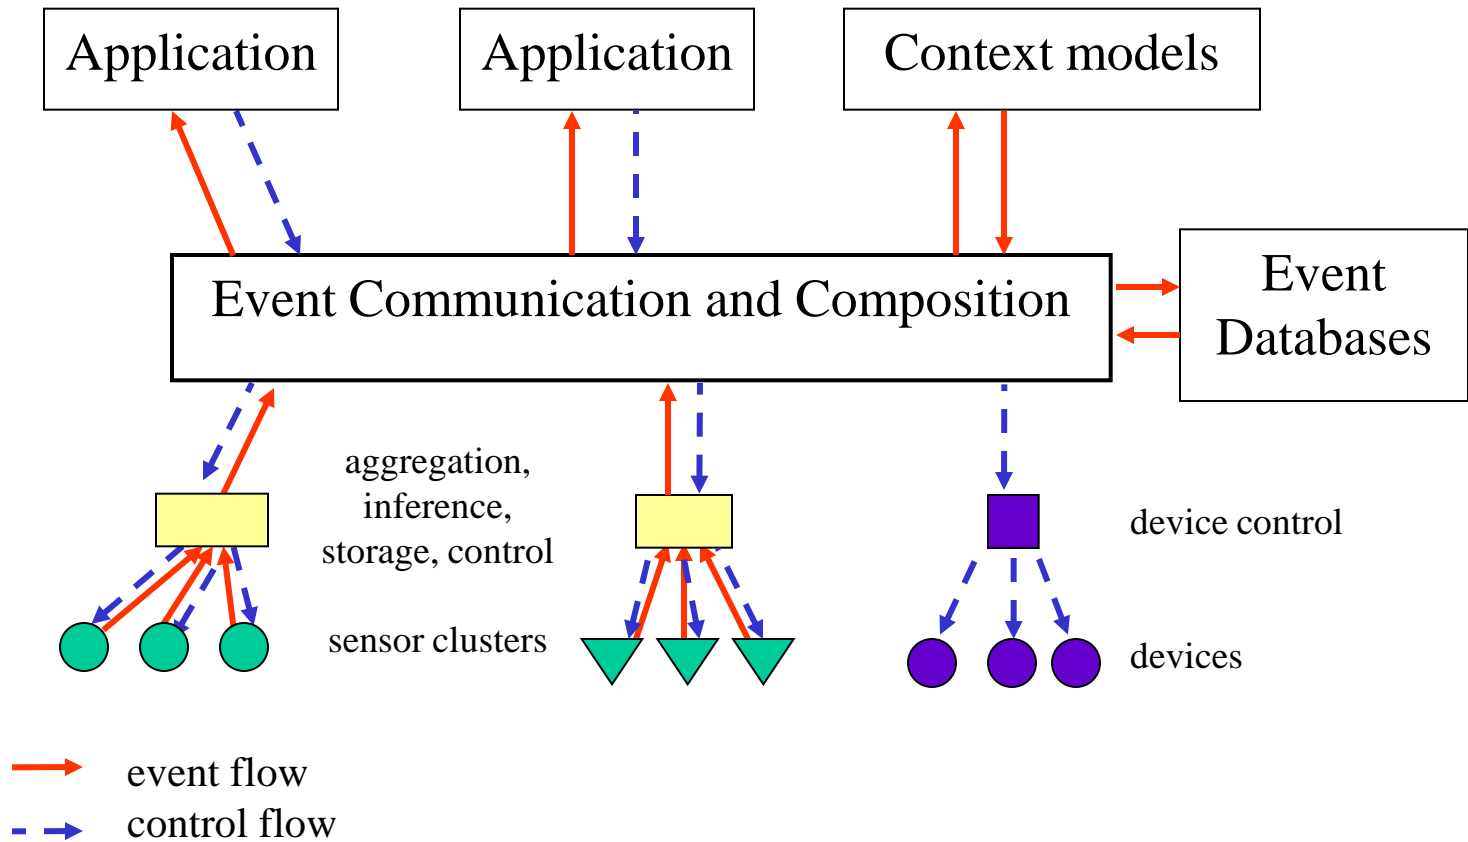 Application
Application
Context models
Event Communication and Composition
Event
Databases
aggregation,
inference,
storage, control
device control
sensor clusters
devices
event flow
control flow